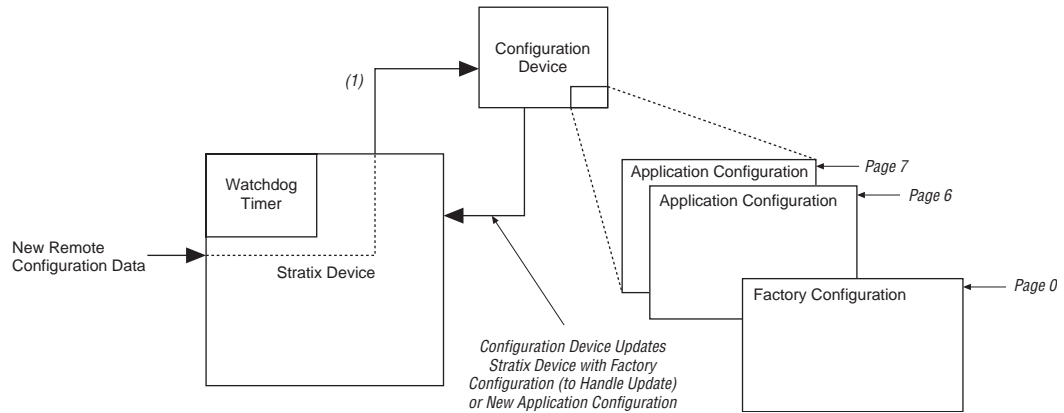 Configuration
Device
(1)
Watchdog
Timer
Application Configuration
Page 7
Application Configuration
Page 6
New Remote
Configuration Data
Stratix Device
Factory Configuration
Page 0
Configuration Device Updates
Stratix Device with Factory
Configuration (to Handle Update)
or New Application Configuration